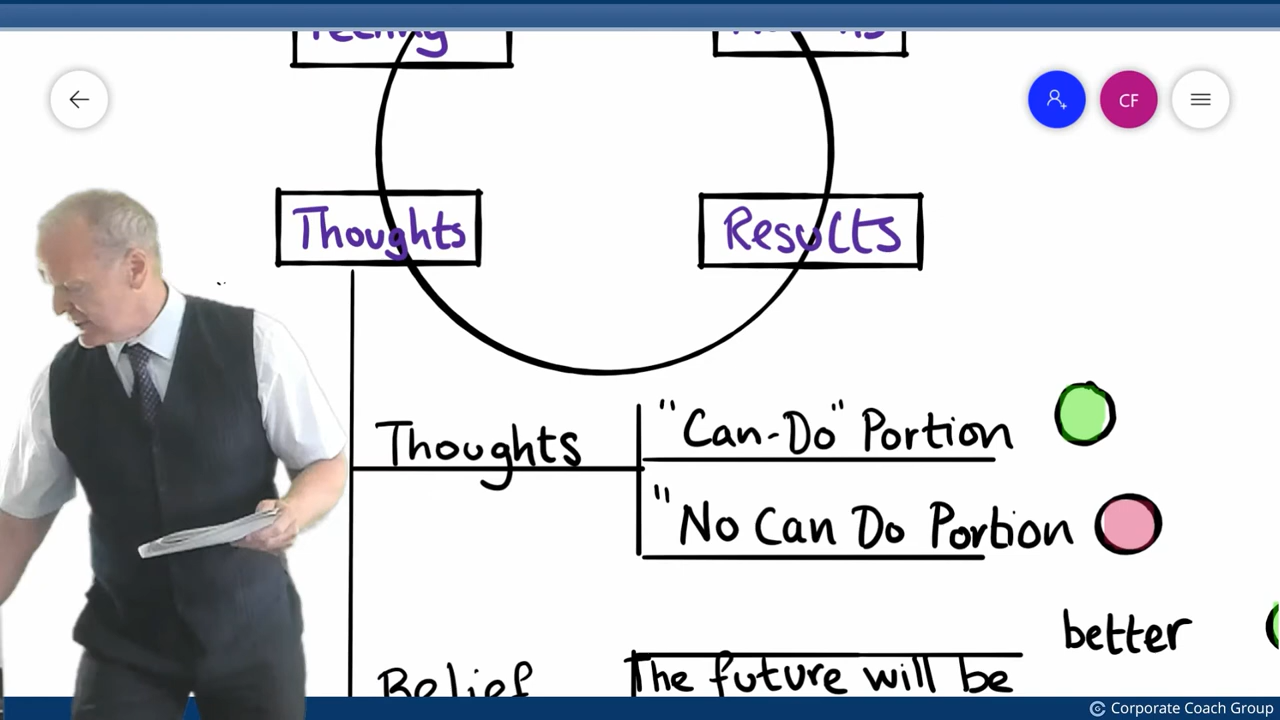 Feeling
CF
Thoughts
Results
Thoughts
"Can-Do" Portion
"No Can Do Portion
better
Belief
The future will be
Corporate Coach Group